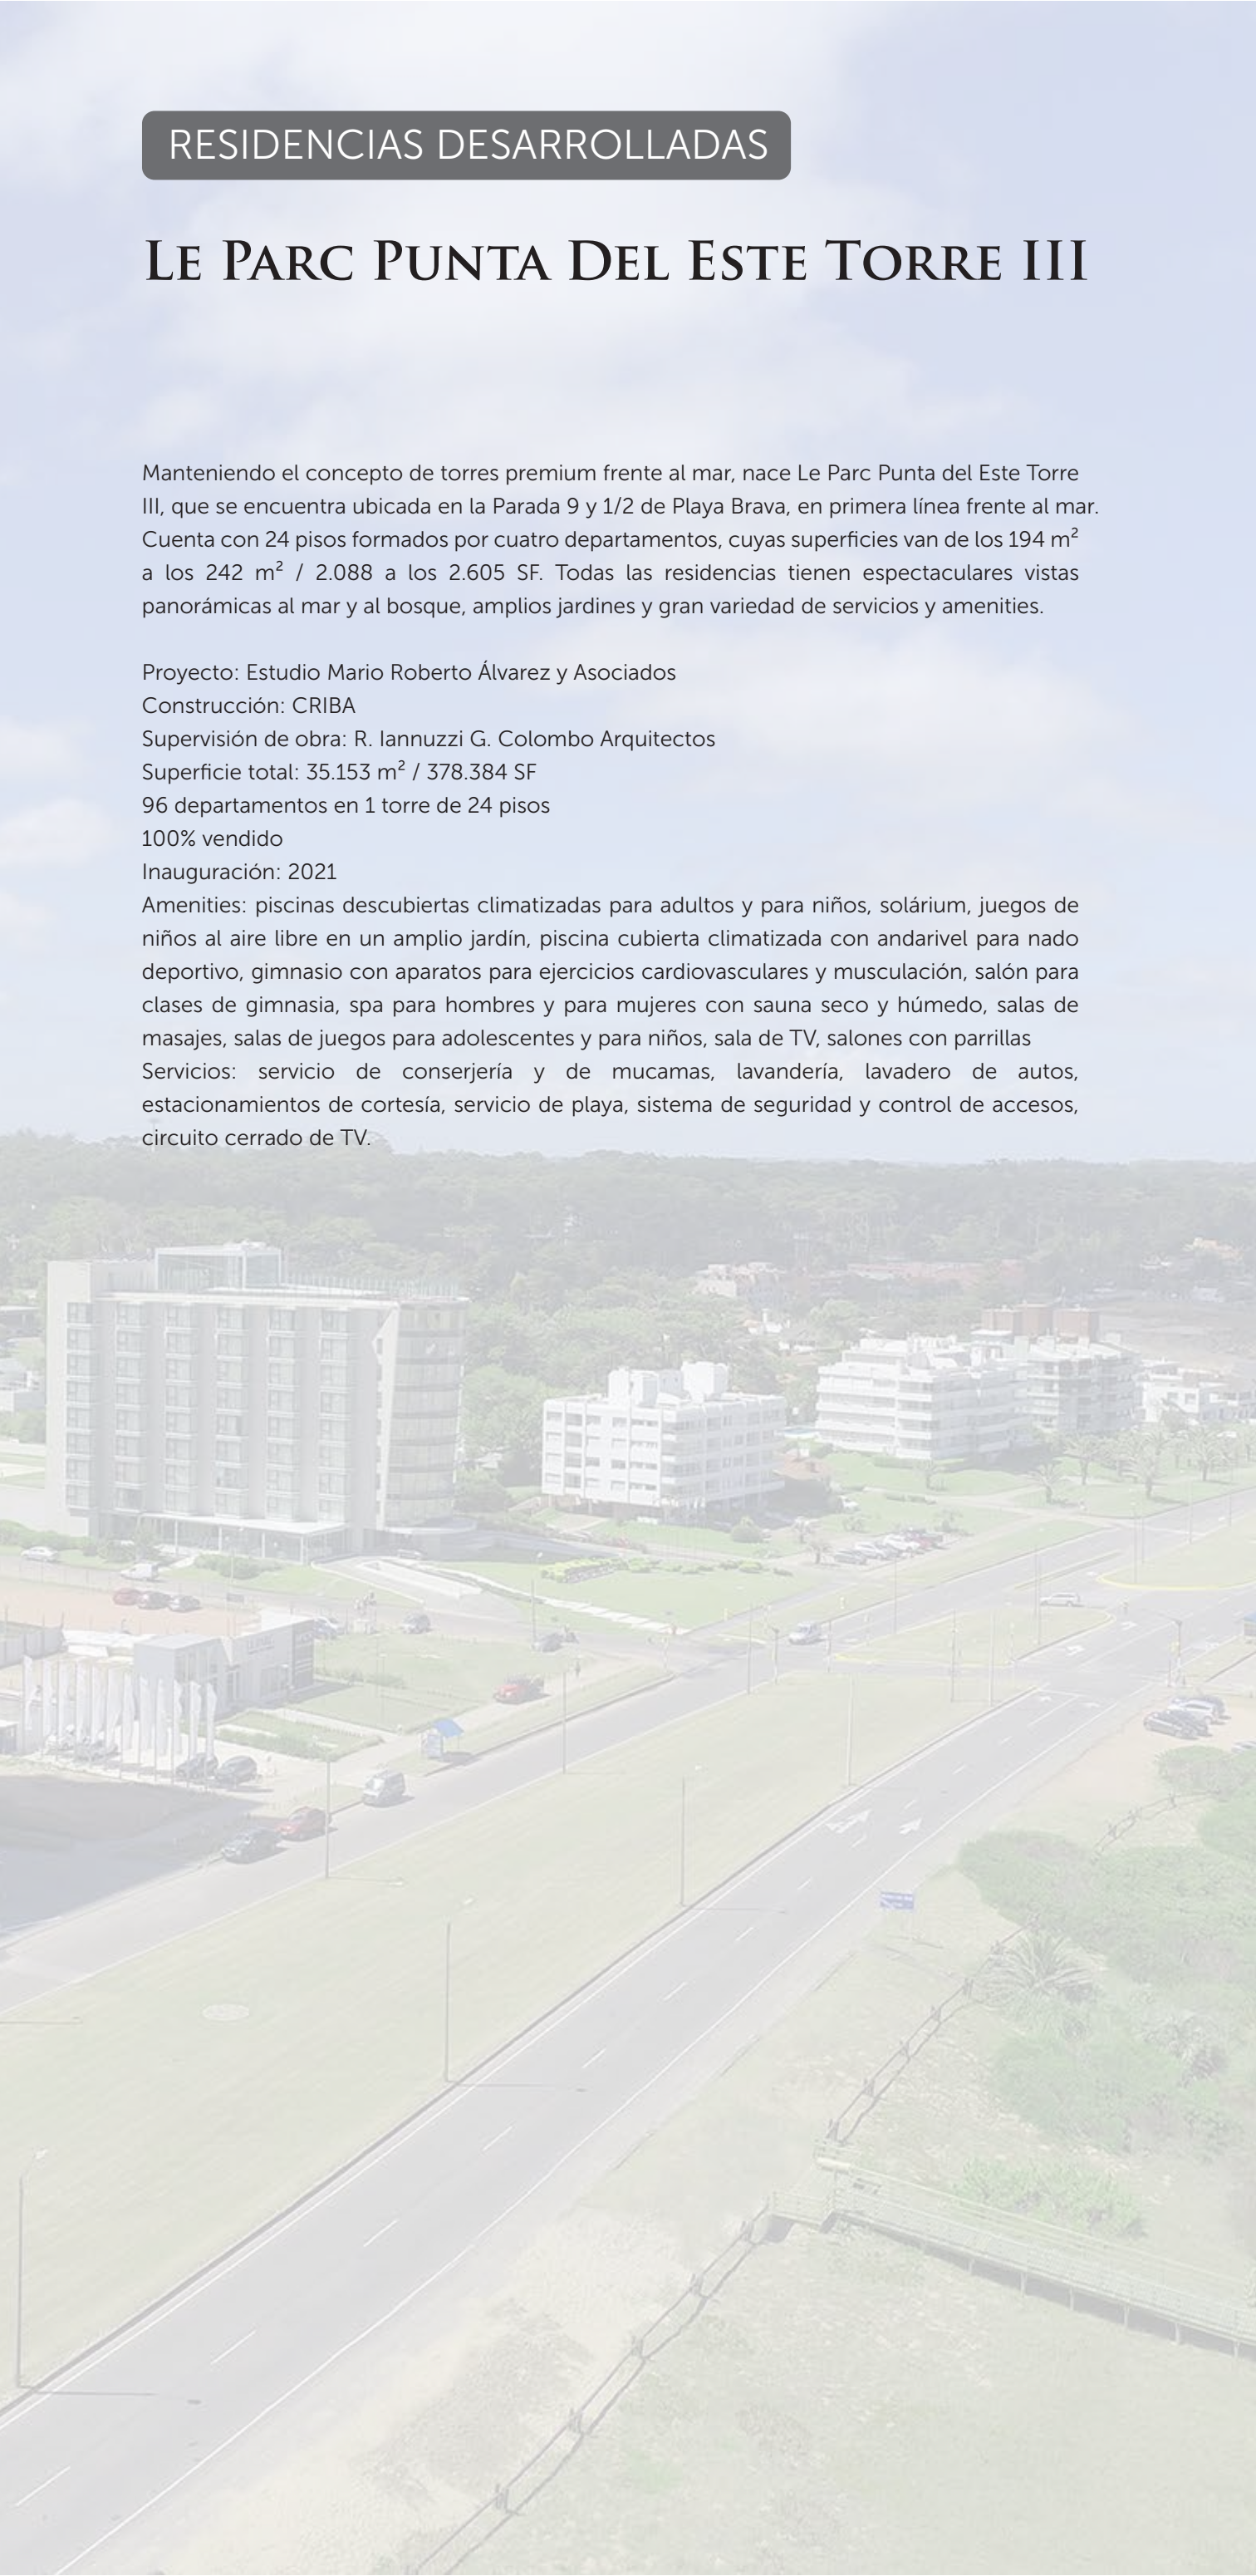 RESIDENCIAS DESARROLLADAS
Le Parc Punta Del Este Torre III
Manteniendo el concepto de torres premium frente al mar, nace Le Parc Punta del Este Torre
III, que se encuentra ubicada en la Parada 9 y 1/2 de Playa Brava, en primera línea frente al mar.
Cuenta con 24 pisos formados por cuatro departamentos, cuyas superficies van de los 194 m²
a los 242 m² / 2.088 a los 2.605 SF. Todas las residencias tienen espectaculares vistas
panorámicas al mar y al bosque, amplios jardines y gran variedad de servicios y amenities.
Proyecto: Estudio Mario Roberto Álvarez y Asociados
Construcción: CRIBA
Supervisión de obra: R. Iannuzzi G. Colombo Arquitectos
Superficie total: 35.153 m² / 378.384 SF
96 departamentos en 1 torre de 24 pisos
100% vendido
Inauguración: 2021
Amenities: piscinas descubiertas climatizadas para adultos y para niños, solárium, juegos de
niños al aire libre en un amplio jardín, piscina cubierta climatizada con andarivel para nado
deportivo, gimnasio con aparatos para ejercicios cardiovasculares y musculación, salón para
clases de gimnasia, spa para hombres y para mujeres con sauna seco y húmedo, salas de
masajes, salas de juegos para adolescentes y para niños, sala de TV, salones con parrillas
Servicios: servicio de conserjería y de mucamas, lavandería, lavadero de autos,
estacionamientos de cortesía, servicio de playa, sistema de seguridad y control de accesos,
circuito cerrado de TV.